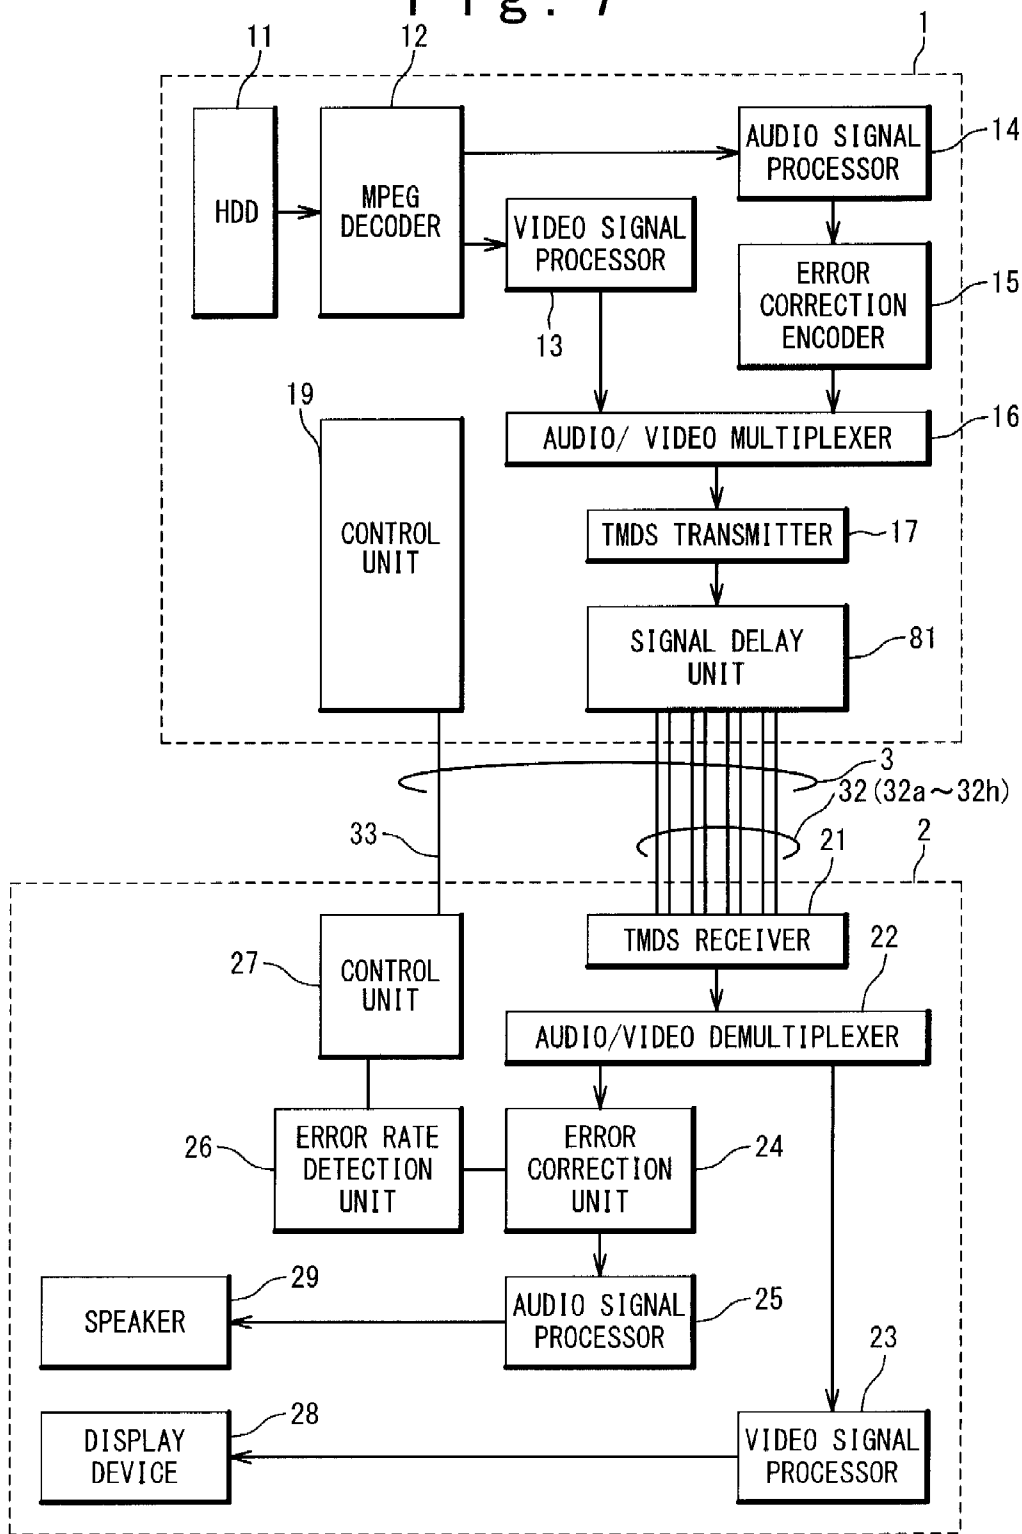 Fig. 7
11
12
1
HDD
MPEG
DECODER
AUDIO SIGNAL
PROCESSOR
14
VIDEO SIGNAL
PROCESSOR
13
ERROR
CORRECTION
ENCODER
15
19
CONTROL
UNIT
AUDIO/ VIDEO MULTIPLEXER
16
TMDS TRANSMITTER
17
SIGNAL DELAY
UNIT
81
3
32 (32a～32h)
33
21
2
TMDS RECEIVER
22
27
CONTROL
UNIT
AUDIO/VIDEO DEMULTIPLEXER
26
ERROR RATE
DETECTION
UNIT
ERROR
CORRECTION
UNIT
24
29
SPEAKER
AUDIO SIGNAL
PROCESSOR
25
23
28
DISPLAY
DEVICE
VIDEO SIGNAL
PROCESSOR